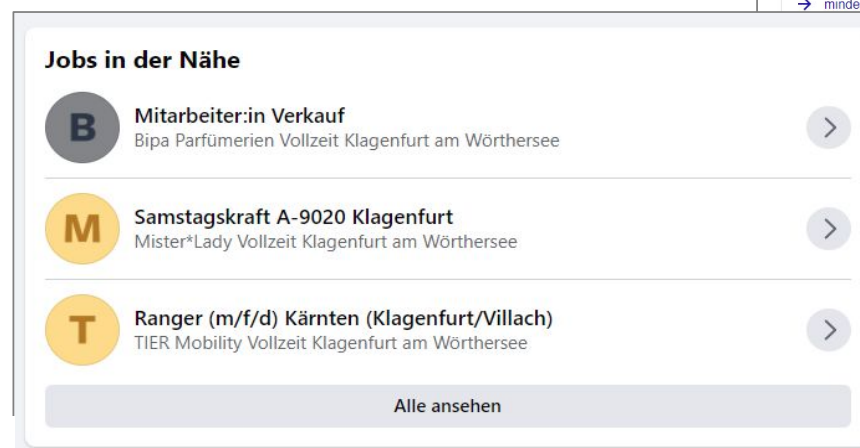 → minde
Jobs in der Nähe
B
Mitarbeiter:in Verkauf
Bipa Parfümerien Vollzeit Klagenfurt am Wörthersee
M
Samstagskraft A-9020 Klagenfurt
Mister*Lady Vollzeit Klagenfurt am Wörthersee
T
Ranger (m/f/d) Kärnten (Klagenfurt/Villach)
TIER Mobility Vollzeit Klagenfurt am Wörthersee
Alle ansehen